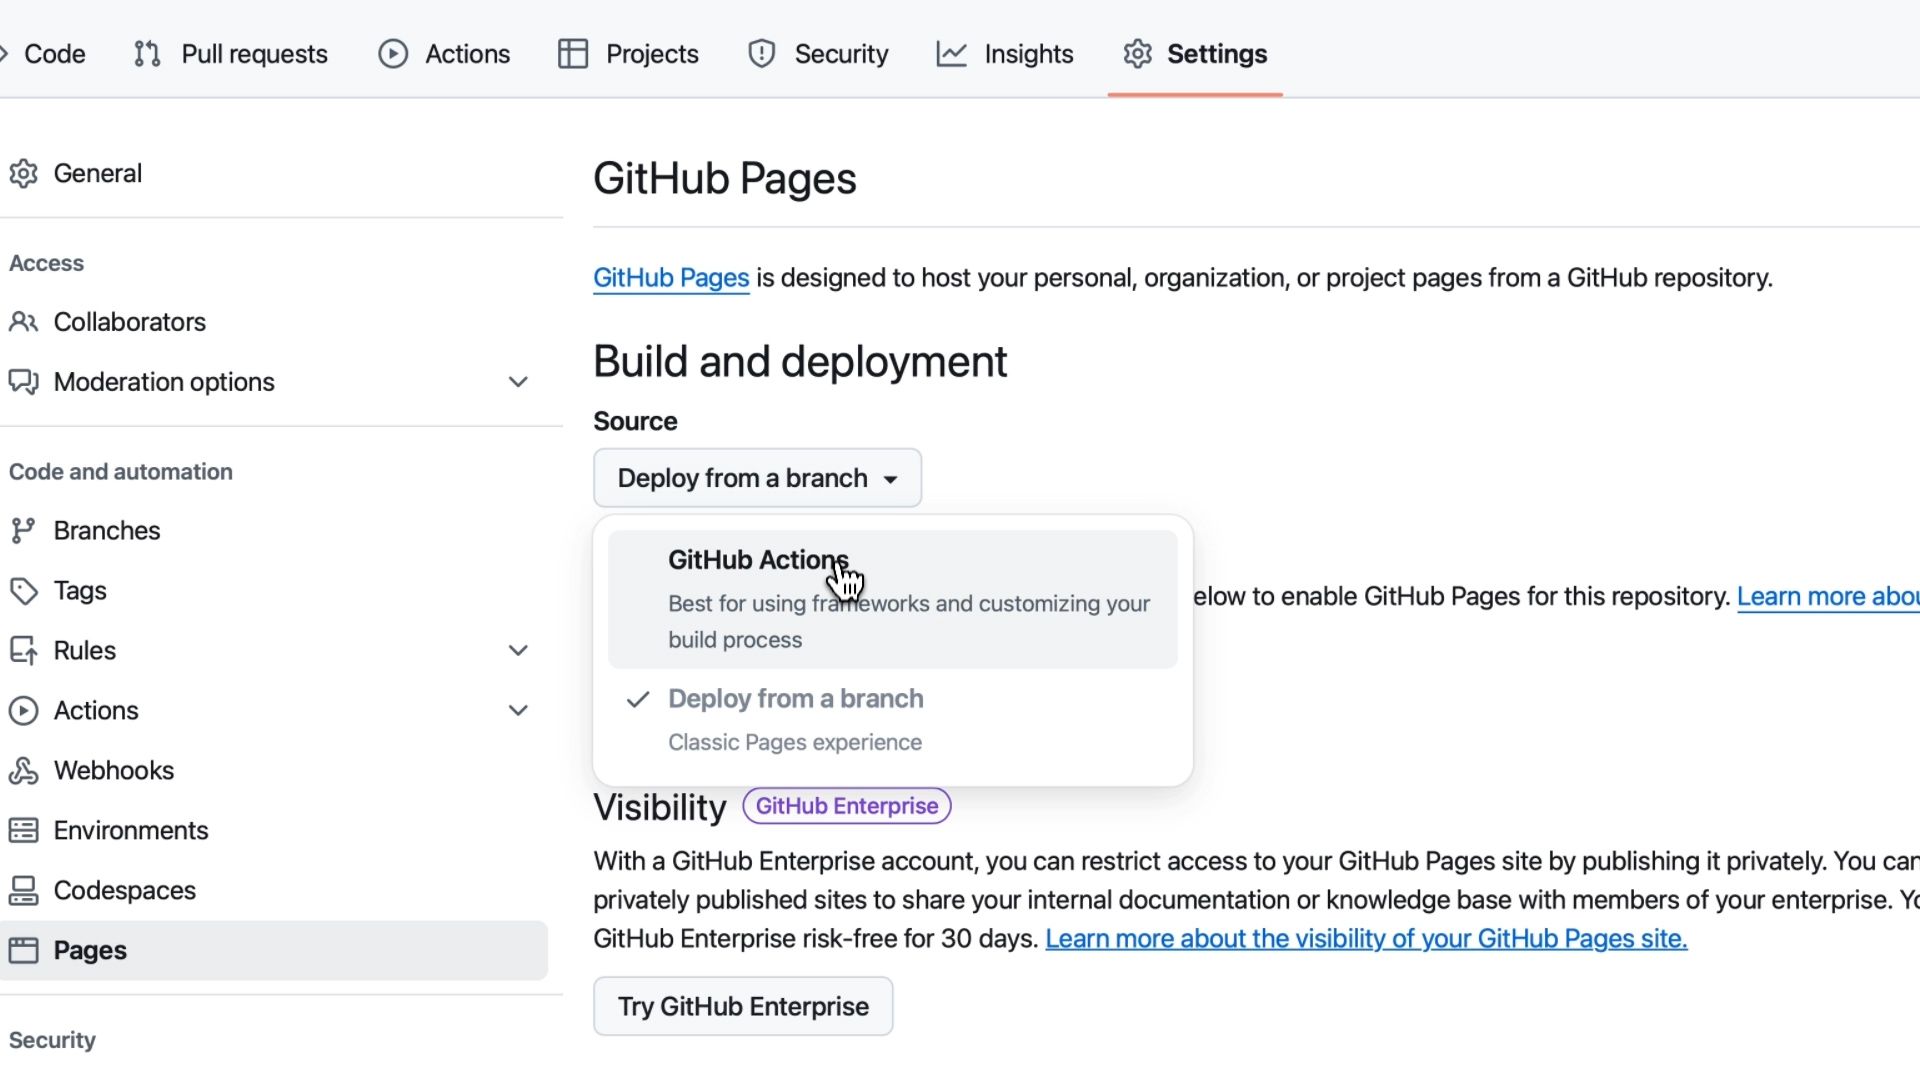 Code Pull requests Actions Projects Security Insights Settings
General
Access
Collaborators
Moderation options
Code and automation
Branches
Tags
Rules
Actions
Webhooks
Environments
Codespaces
Pages
Security
GitHub Pages
GitHub Pages is designed to host your personal, organization, or project pages from a GitHub repository.
Build and deployment
Source
Deploy from a branch
GitHub Actions
Best for using frameworks and customizing your
build process
Deploy from a branch
Classic Pages experience
elow to enable GitHub Pages for this repository. Learn more abou
Visibility GitHub Enterprise
With a GitHub Enterprise account, you can restrict access to your GitHub Pages site by publishing it privately. You can
privately published sites to share your internal documentation or knowledge base with members of your enterprise. Yo
GitHub Enterprise risk-free for 30 days. Learn more about the visibility of your GitHub Pages site.
Try GitHub Enterprise